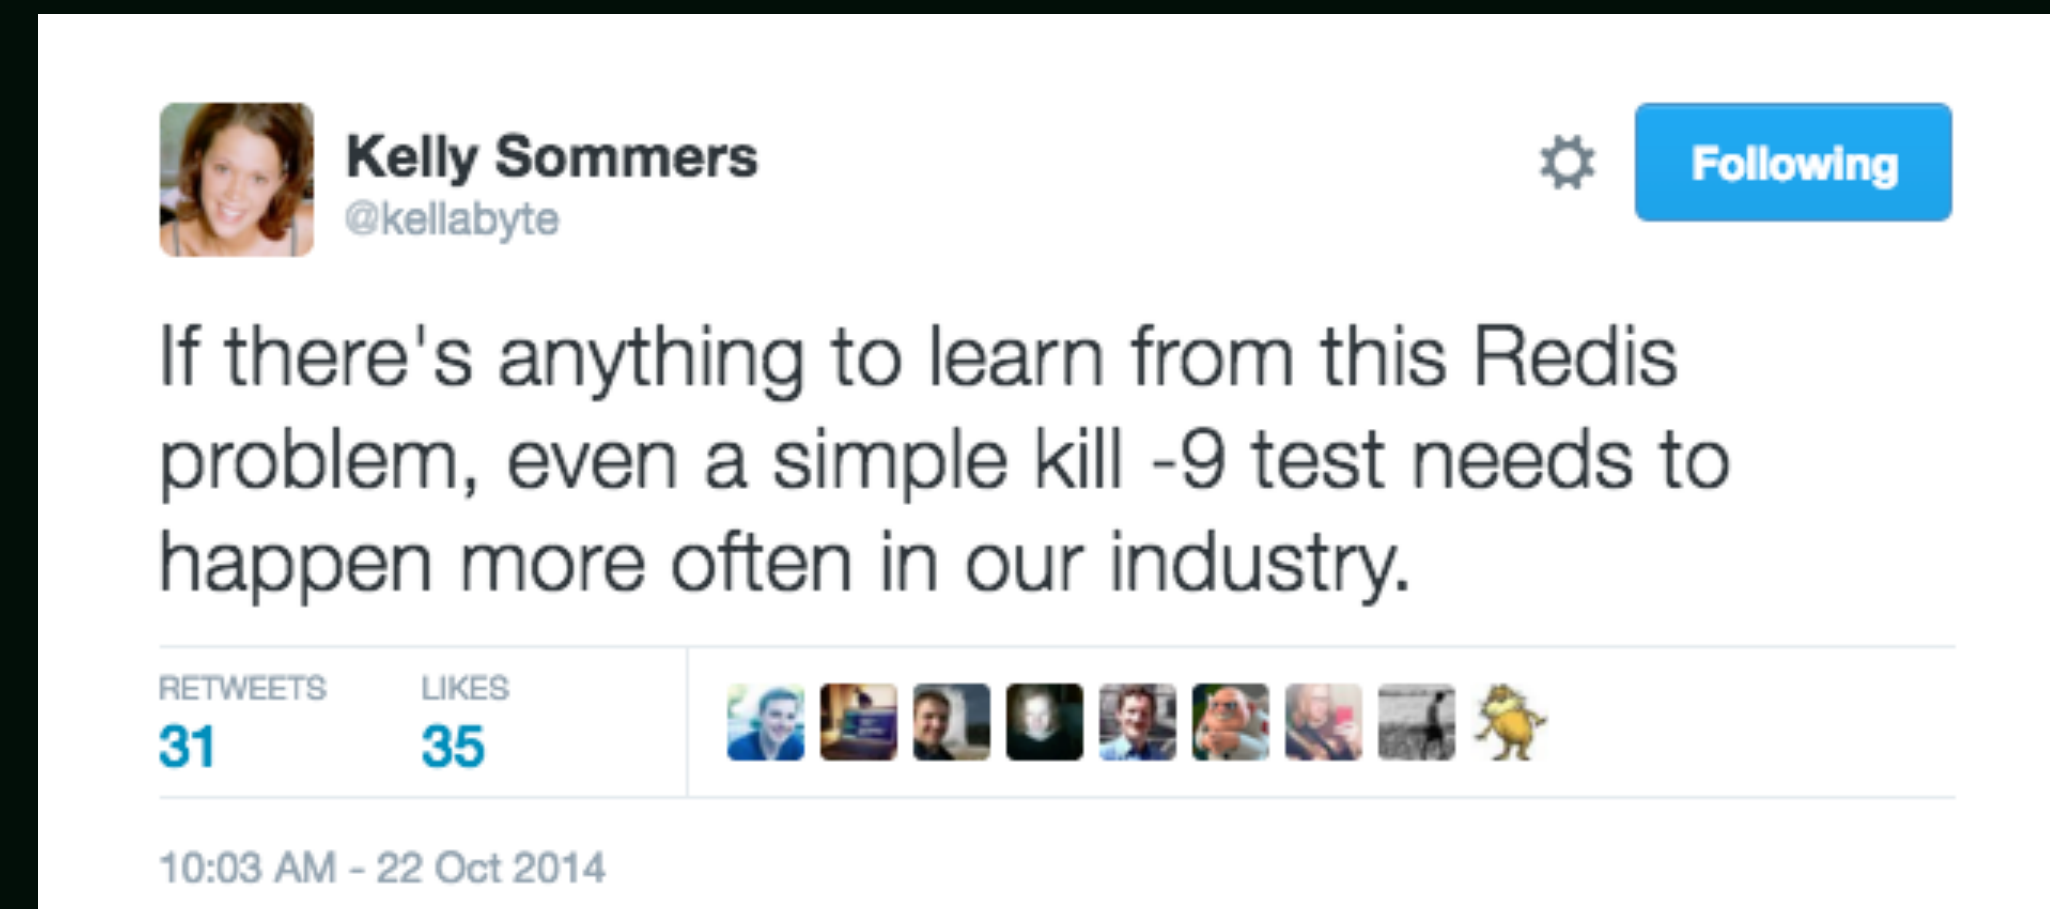 Kelly Sommers
@kellabyte
Following
If there's anything to learn from this Redis
problem, even a simple kill -9 test needs to
happen more often in our industry.
RETWEETS
31
LIKES
35
10:03 AM - 22 Oct 2014